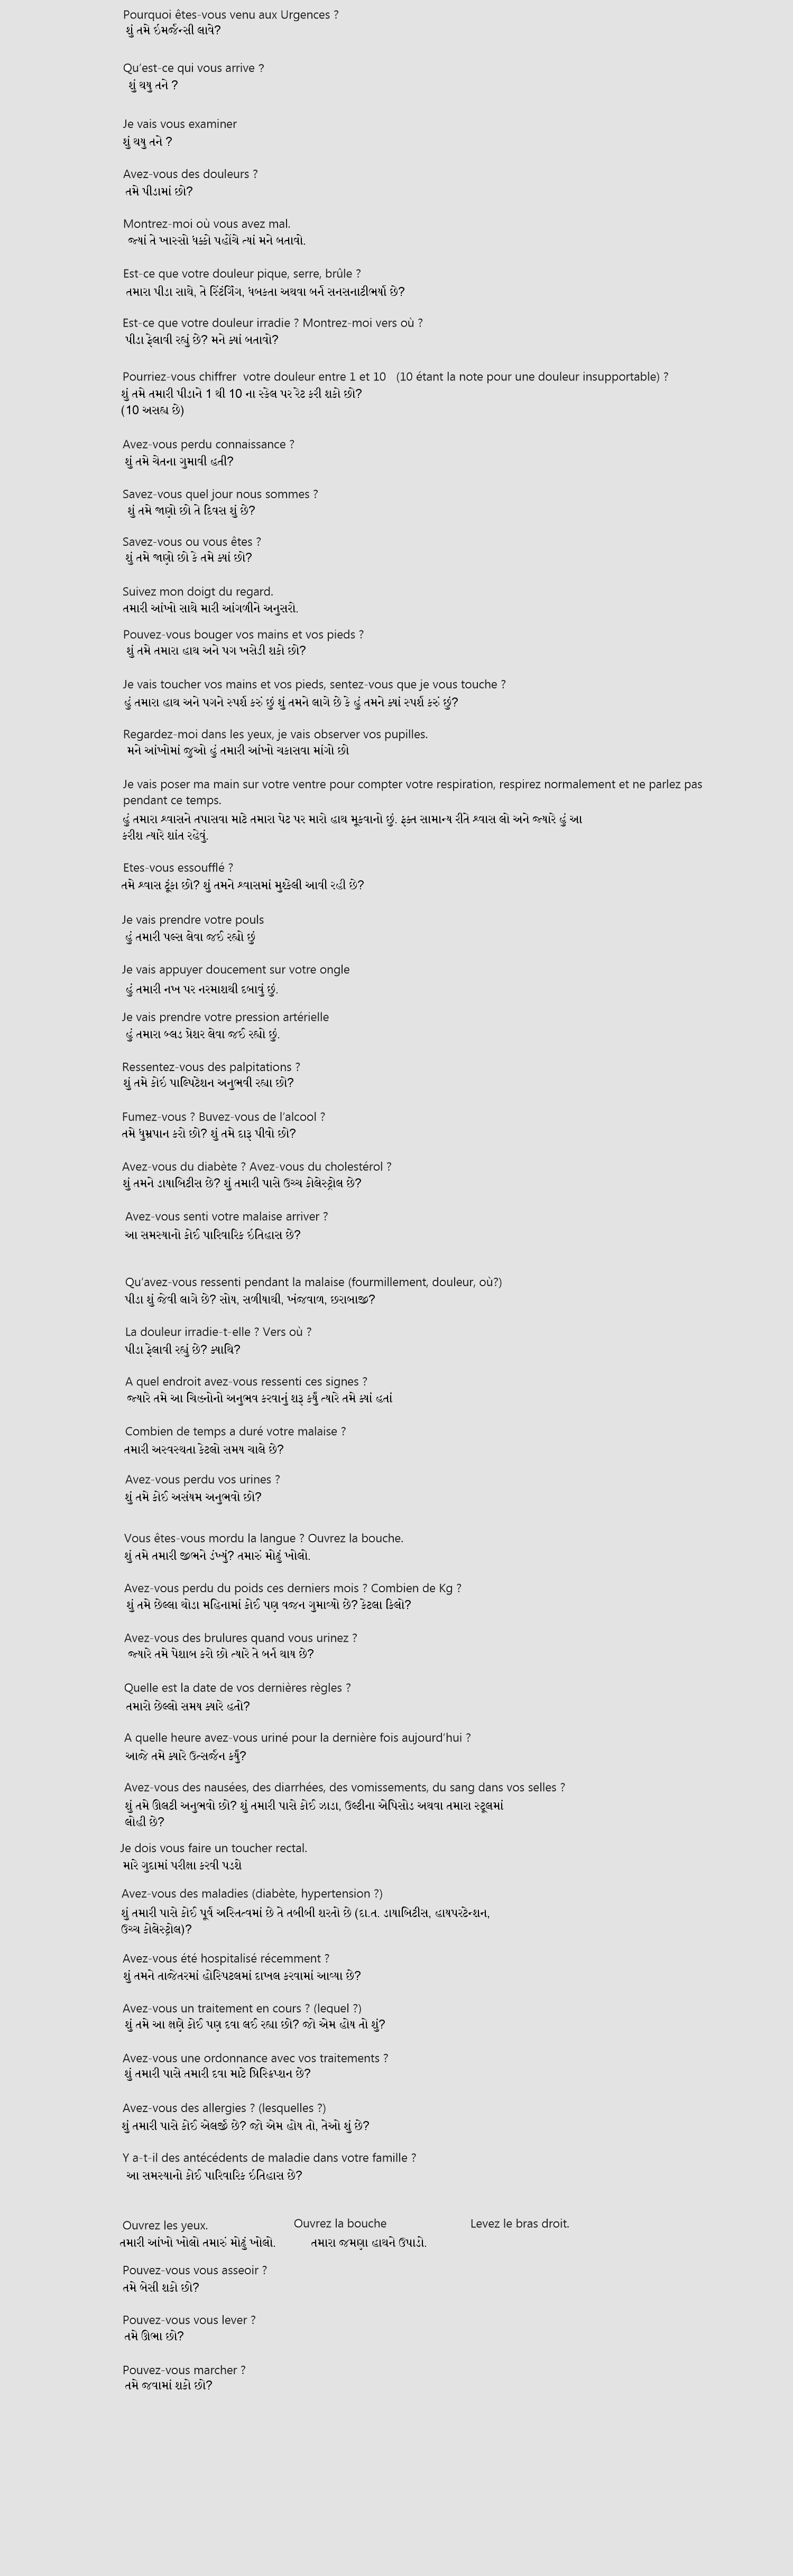 Pourquoi êtes-vous venu aux Urgences ?
શું તમે ઈમર્જન્સી લાવે?
Qu'est-ce qui vous arrive ?
શું થયુ તને ?
Je vais vous examiner
શું થયુ તને ?
Avez-vous des douleurs ?
તમે પીડામાં છો?
Montrez-moi où vous avez mal.
જ્યાં તે ખાસ્સો ધક્કો પહોંચે ત્યાં મને બતાવો.
Est-ce que votre douleur pique, serre, brûle ?
તમારા પીડા સાથે, તે સ્ટિંગિંગ, ધબકતા અથવા બર્ન સનસનાટીભર્યા છે?
Est-ce que votre douleur irradie ? Montrez-moi vers où ?
પીડા ફેલાવી રહ્યું છે? મને ક્યાં બતાવો?
Pourriez-vous chiffrer votre douleur entre 1 et 10 (10 étant la note pour une douleur insupportable) ?
શું તમે તમારી પીડાને 1 થી 10 ના સ્કેલ પર રેટ કરી શકો છો?
(10 અસહ્ય છે)
Avez-vous perdu connaissance ?
શું તમે ચેતના ગુમાવી હતી?
Savez-vous quel jour nous sommes ?
શું તમે જાણો છો તે દિવસ શું છે?
Savez-vous ou vous êtes ?
શું તમે જાણો છો કે તમે ક્યાં છો?
Suivez mon doigt du regard.
તમારી આંખો સાથે મારી આંગળીને અનુસરો.
Pouvez-vous bouger vos mains et vos pieds ?
શું તમે તમારા હાથ અને પગ ખસેડી શકો છો?
Je vais toucher vos mains et vos pieds, sentez-vous que je vous touche ?
હું તમારા હાથ અને પગને સ્પર્શ કરું છું શું તમને લાગે છે કે હું તમને ક્યાં સ્પર્શ કરું છું?
Regardez-moi dans les yeux, je vais observer vos pupilles.
મને આંખોમાં જુઓ હું તમારી આંખો ચકાસવા માંગો છો
Je vais poser ma main sur votre ventre pour compter votre respiration, respirez normalement et ne parlez pas
pendant ce temps.
હું તમારા શ્વાસને તપાસવા માટે તમારા પેટ પર મારો હાથ મૂકવાનો છું. ફક્ત સામાન્ય રીતે શ્વાસ લો અને જ્યારે હું આ
કરીશ ત્યારે શાંત રહેવું.
Etes-vous essoufflé ?
તમે શ્વાસ ટૂંકા છો? શું તમને શ્વાસમાં મુશ્કેલી આવી રહી છે?
Je vais prendre votre pouls
હું તમારી પલ્સ લેવા જઈ રહ્યો છું
Je vais appuyer doucement sur votre ongle
હું તમારી નખ પર નરમાશથી દબાવું છું.
Je vais prendre votre pression artérielle
હું તમારા બ્લડ પ્રેશર લેવા જઈ રહ્યો છું.
Ressentez-vous des palpitations ?
શું તમે કોઈ પાલ્પિટેશન અનુભવી રહ્યા છો?
Fumez-vous ? Buvez-vous de l'alcool ?
તમે ધુમ્રપાન કરો છો? શું તમે દારૂ પીવો છો?
Avez-vous du diabète ? Avez-vous du cholestérol ?
શું તમને ડાયાબિટીસ છે? શું તમારી પાસે ઉચ્ચ કોલેસ્ટ્રોલ છે?
Avez-vous senti votre malaise arriver ?
આ સમસ્યાનો કોઈ પારિવારિક ઇતિહાસ છે?
Qu'avez-vous ressenti pendant la malaise (fourmillement, douleur, où?)
પીડા શું જેવી લાગે છે? સોય, સળીયાથી, ખંજવાળ, છરાબાજી?
La douleur irradie-t-elle ? Vers où ?
પીડા ફેલાવી રહ્યું છે? ક્યાથિ?
A quel endroit avez-vous ressenti ces signes ?
જ્યારે તમે આ ચિહ્નોનો અનુભવ કરવાનું શરૂ કર્યું ત્યારે તમે ક્યાં હતાં
Combien de temps a duré votre malaise ?
તમારી અસ્વસ્થતા કેટલો સમય ચાલે છે?
Avez-vous perdu vos urines ?
શું તમે કોઈ અસંયમ અનુભવો છો?
Vous êtes-vous mordu la langue ? Ouvrez la bouche.
શું તમે તમારી જીભને ડંખ્યું? તમારું મોઢું ખોલો.
Avez-vous perdu du poids ces derniers mois ? Combien de Kg ?
શું તમે છેલ્લા થોડા મહિનામાં કોઈ પણ વજન ગુમાવ્યો છે? કેટલા કિલો?
Avez-vous des brulures quand vous urinez ?
જ્યારે તમે પેશાબ કરો છો ત્યારે તે બર્ન થાય છે?
Quelle est la date de vos dernières règles ?
તમારો છેલ્લો સમય ક્યારે હતો?
A quelle heure avez-vous uriné pour la dernière fois aujourd'hui ?
આજે તમે ક્યારે ઉત્સર્જન કર્યું?
Avez-vous des nausées, des diarrhées, des vomissements, du sang dans vos selles ?
શું તમે ઊલટી અનુભવો છો? શું તમારી પાસે કોઈ ઝાડા, ઉલ્ટીના એપિસોડ અથવા તમારા સ્ટૂલમાં
લોહી છે?
Je dois vous faire un toucher rectal.
મારે ગુદામાં પરીક્ષા કરવી પડશે
Avez-vous des maladies (diabète, hypertension ?)
શું તમારી પાસે કોઈ પૂર્વ અસ્તિત્વમાં છે તે તબીબી શરતો છે (દા.ત. ડાયાબિટીસ, હાયપરટેન્શન,
ઉચ્ચ કોલેસ્ટ્રોલ)?
Avez-vous été hospitalisé récemment ?
શું તમને તાજેતરમાં હોસ્પિટલમાં દાખલ કરવામાં આવ્યા છે?
Avez-vous un traitement en cours ? (lequel ?)
શું તમે આ ક્ષણે કોઈ પણ દવા લઈ રહ્યા છો? જો એમ હોય તો શું?
Avez-vous une ordonnance avec vos traitements ?
શું તમારી પાસે તમારી દવા માટે પ્રિસ્ક્રિપ્શન છે?
Avez-vous des allergies ? (lesquelles ?)
શું તમારી પાસે કોઈ એલર્જી છે? જો એમ હોય તો, તેઓ શું છે?
Y a-t-il des antécédents de maladie dans votre famille ?
આ સમસ્યાનો કોઈ પારિવારિક ઇતિહાસ છે?
Ouvrez les yeux. Ouvrez la bouche Levez le bras droit.
તમારી આંખો ખોલો તમારું મોઢું ખોલો. તમારા જમણા હાથને ઉપાડો.
Pouvez-vous vous asseoir ?
તમે બેસી શકો છો?
Pouvez-vous vous lever ?
તમે ઊભા છો?
Pouvez-vous marcher ?
તમે જવામાં શકો છો?